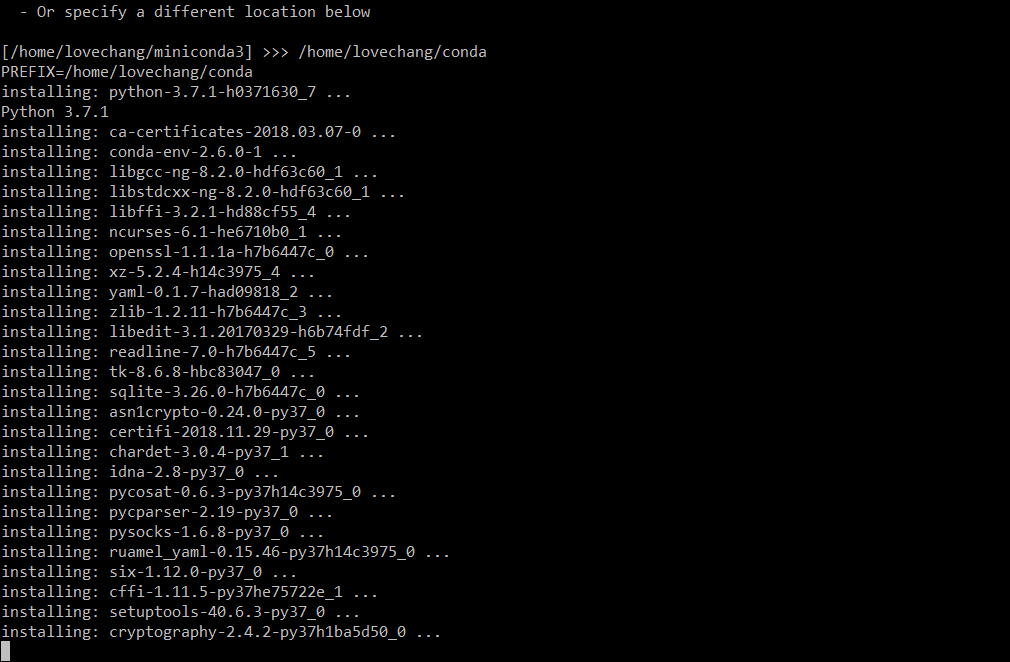 - Or specify a different location below
[/home/lovechang/miniconda3] >>> /home/lovechang/conda
PREFIX=/home/lovechang/conda
installing: python-3.7.1-h0371630_7 ...
Python 3.7.1
installing: ca-certificates-2018.03.07-0 ...
installing: conda-env-2.6.0-1 ...
installing: libgcc-ng-8.2.0-hdf63c60_1 ...
installing: libstdcxx-ng-8.2.0-hdf63c60_1 ...
installing: libffi-3.2.1-hd88cf55_4 ...
installing: ncurses-6.1-he6710b0_1 ...
installing: openssl-1.1.1a-h7b6447c_0 ...
installing: xz-5.2.4-h14c3975_4 ...
installing: yaml-0.1.7-had09818_2 ...
installing: zlib-1.2.11-h7b6447c_3 ...
installing: libedit-3.1.20170329-h6b74fdf_2 ...
installing: readline-7.0-h7b6447c_5 ...
installing: tk-8.6.8-hbc83047_0 ...
installing: sqlite-3.26.0-h7b6447c_0 ...
installing: asn1crypto-0.24.0-py37_0 ...
installing: certifi-2018.11.29-py37_0 ...
installing: chardet-3.0.4-py37_1 ...
installing: idna-2.8-py37_0 ...
installing: pycosat-0.6.3-py37h14c3975_0 ...
installing: pycparser-2.19-py37_0 ...
installing: pysocks-1.6.8-py37_0 ...
installing: ruamel_yaml-0.15.46-py37h14c3975_0 ...
installing: six-1.12.0-py37_0 ...
installing: cffi-1.11.5-py37he75722e_1 ...
installing: setuptools-40.6.3-py37_0 ...
installing: cryptography-2.4.2-py37h1ba5d50_0 ...